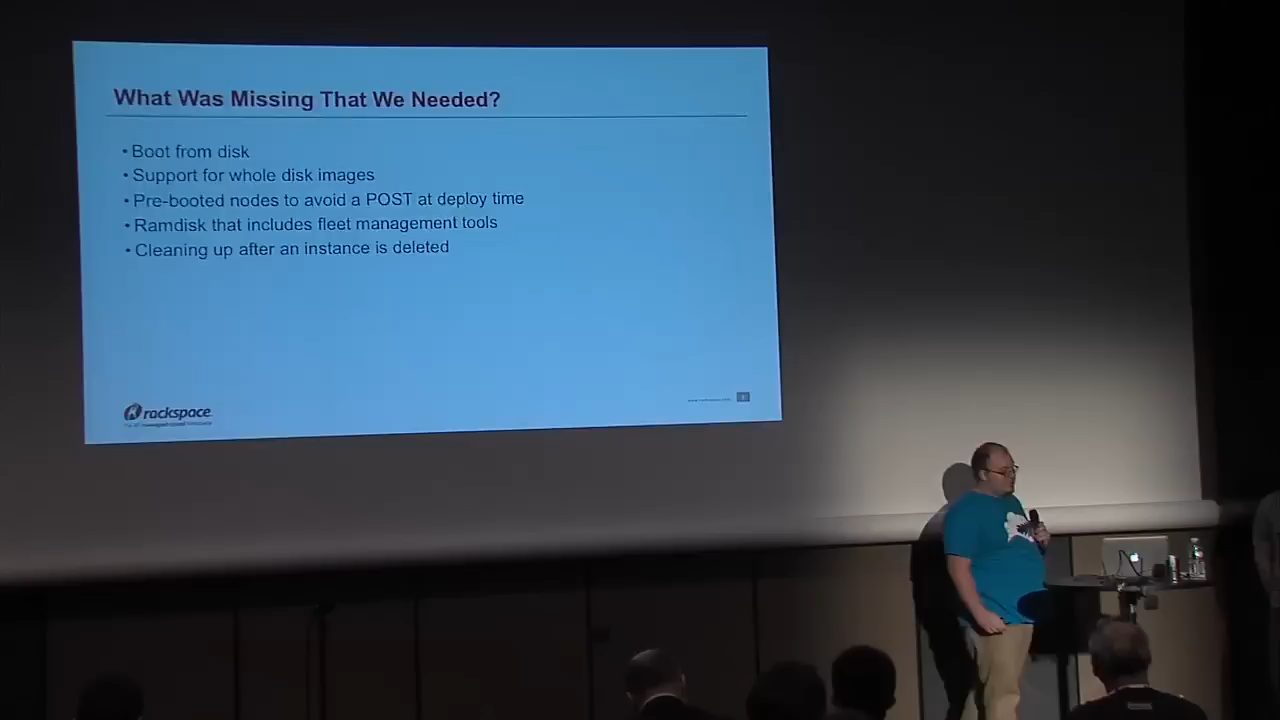 What Was Missing That We Needed?
• Boot from disk
• Support for whole disk images
• Pre-booted nodes to avoid a POST at deploy time
• Ramdisk that includes fleet management tools
• Cleaning up after an instance is deleted
rackspace